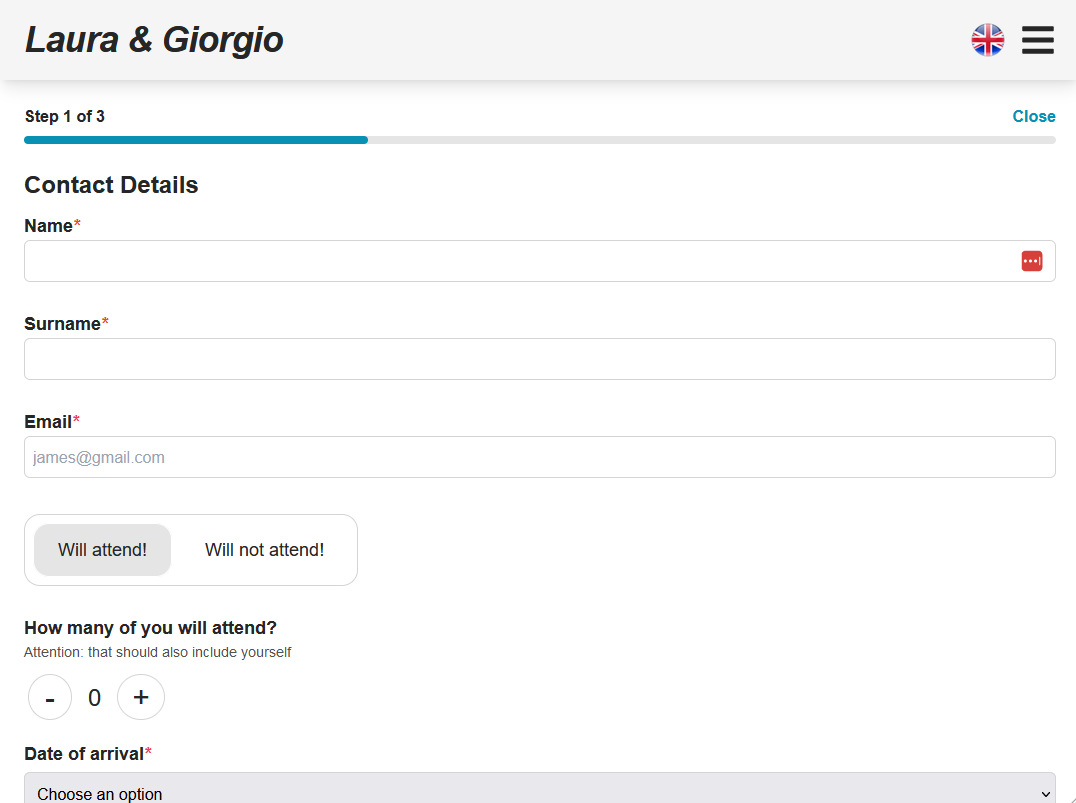 Laura & Giorgio
Step 1 of 3
Close
Contact Details
Name*
Surname*
Email*
james@gmail.com
Will attend!
Will not attend!
How many of you will attend?
Attention: that should also include yourself
- 0 +
Date of arrival*
Choose an option